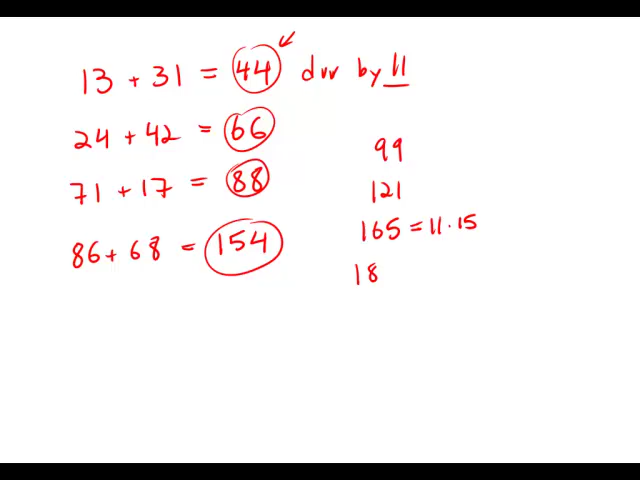 13 + 31 = 44 div by 11
24 + 42 = 66
71 + 17 = 88
86 + 68 = 154
99
121
165 = 11 · 15
18